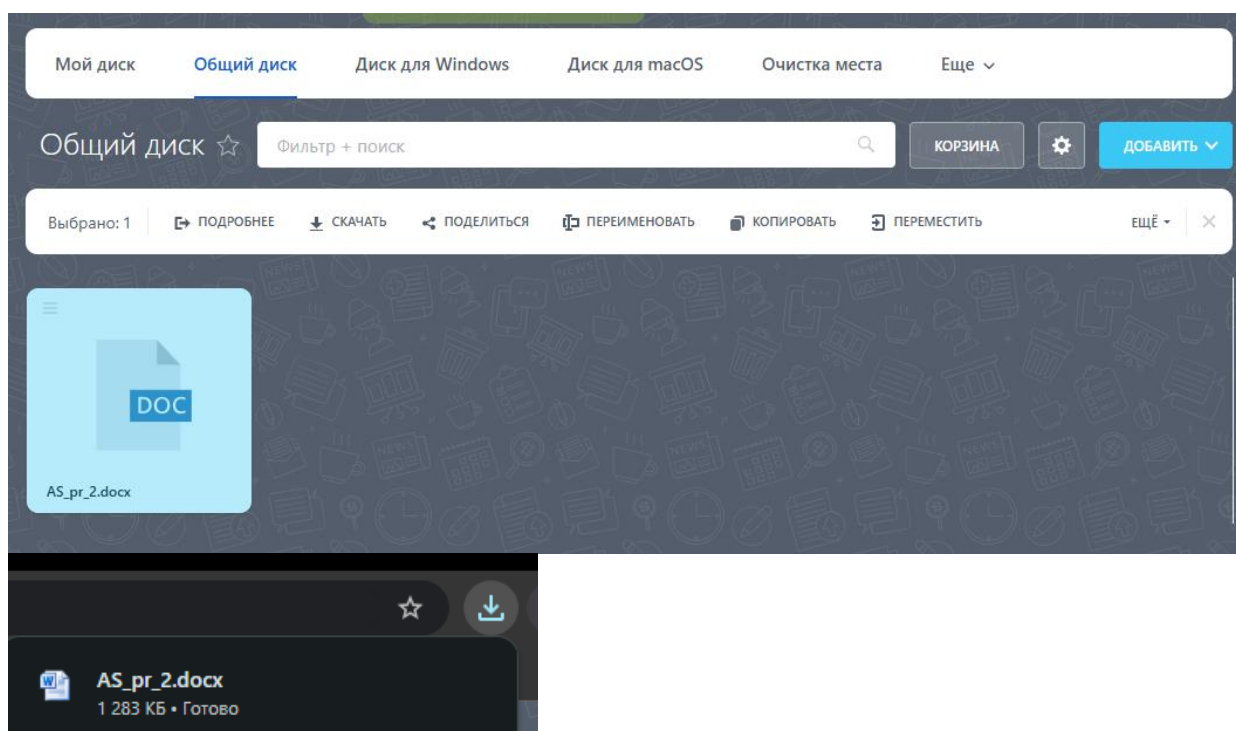 Мой диск Общий диск Диск для Windows Диск для macOS Очистка места Еще
Общий диск Фильтр + поиск КОРЗИНА ДОБАВИТЬ
Выбрано: 1 ПОДРОБНЕЕ СКАЧАТЬ ПОДЕЛИТЬСЯ ПЕРЕИМЕНОВАТЬ КОПИРОВАТЬ ПЕРЕМЕСТИТЬ ЕЩЁ
DOC
AS_pr_2.docx
AS_pr_2.docx
1 283 КБ • Готово